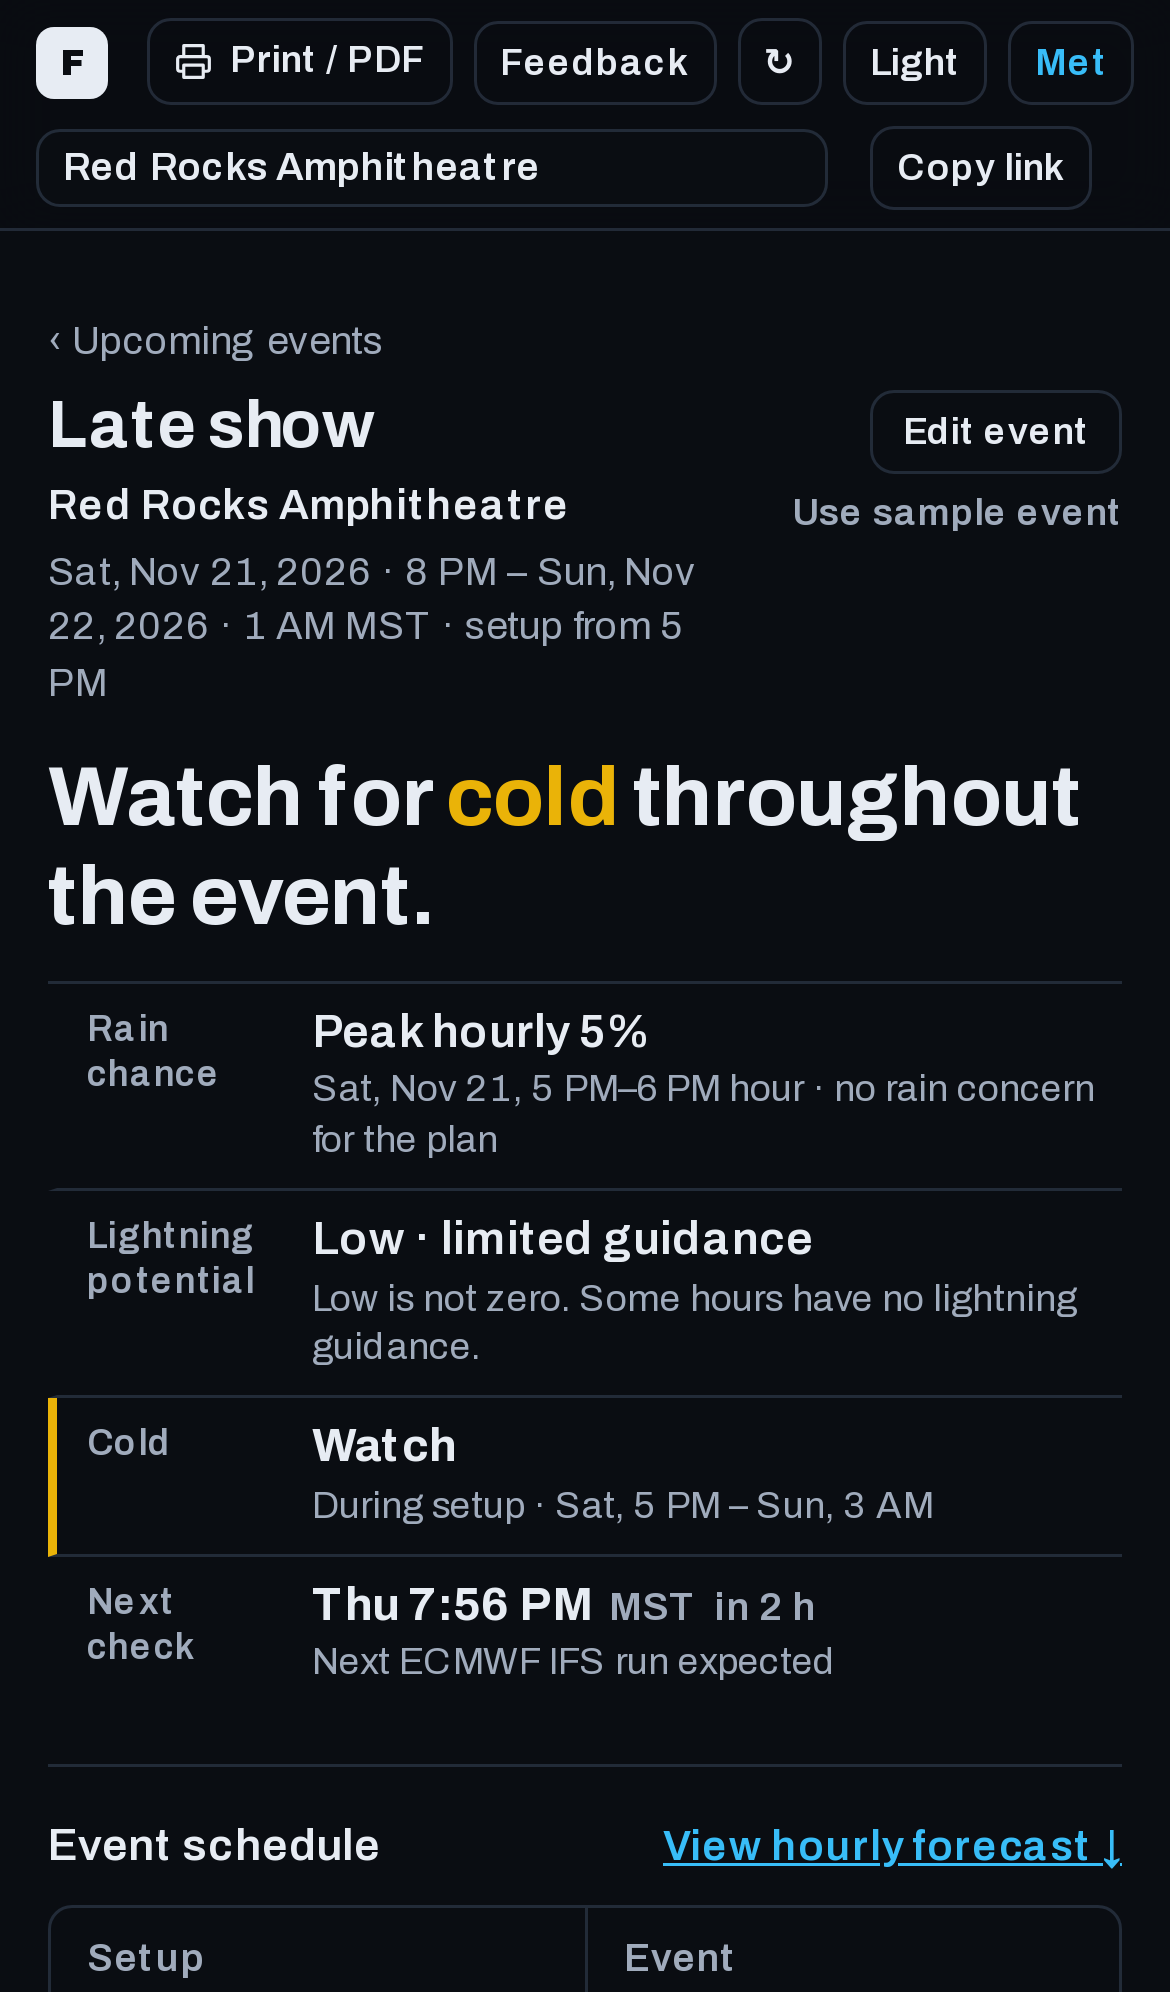 F
Print / PDF
Feedback
↻
Light
Met
Red Rocks Amphitheatre
Copy link
‹ Upcoming events
Late show
Edit event
Red Rocks Amphitheatre
Use sample event
Sat, Nov 21, 2026 · 8 PM – Sun, Nov
22, 2026 · 1 AM MST · setup from 5
PM
Watch for cold throughout
the event.
Rain
chance
Peak hourly 5%
Sat, Nov 21, 5 PM–6 PM hour · no rain concern
for the plan
Lightning
potential
Low · limited guidance
Low is not zero. Some hours have no lightning
guidance.
Cold
Watch
During setup · Sat, 5 PM – Sun, 3 AM
Next
check
Thu 7:56 PM MST in 2 h
Next ECMWF IFS run expected
Event schedule
View hourly forecast ↓
Setup
Event